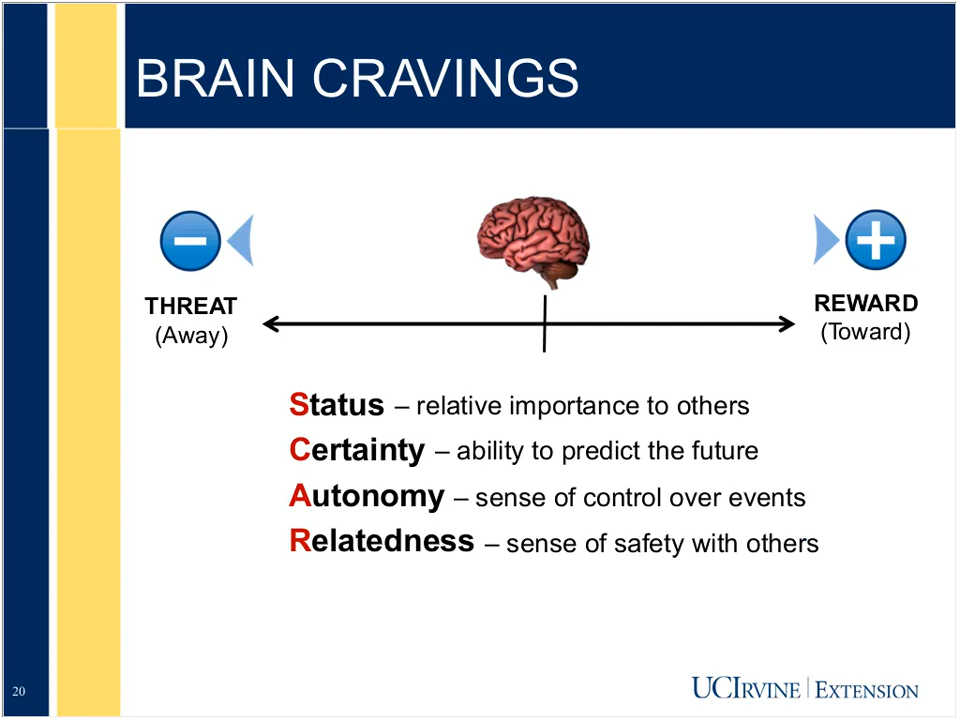 BRAIN CRAVINGS
THREAT
(Away)
REWARD
(Toward)
Status – relative importance to others
Certainty – ability to predict the future
Autonomy – sense of control over events
Relatedness – sense of safety with others
20
UCIRVINE | EXTENSION